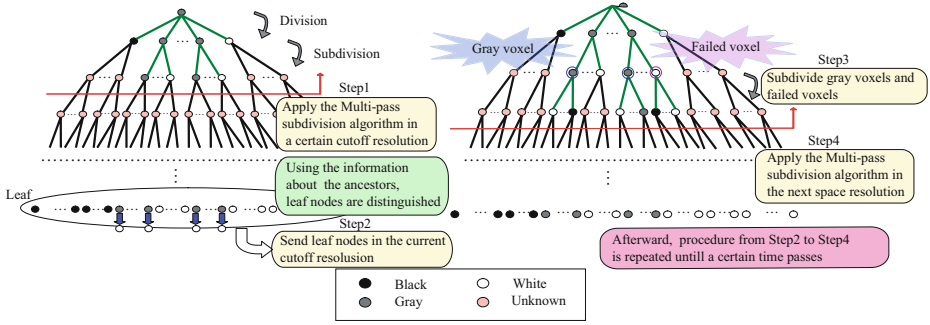 Division
Subdivision
Step1
Apply the Multi-pass
subdivision algorithm in
a certain cutoff resolution
Using the information
about the ancestors,
leaf nodes are distinguished
Leaf
Step2
Send leaf nodes in the current
cutoff resolusion
Gray voxel
Failed voxel
Step3
Subdivide gray voxels and
failed voxels
Step4
Apply the Multi-pass
subdivision algorithm in
the next space resolution
Afterward, procedure from Step2 to Step4
is repeated untill a certain time passes
Black
White
Gray
Unknown